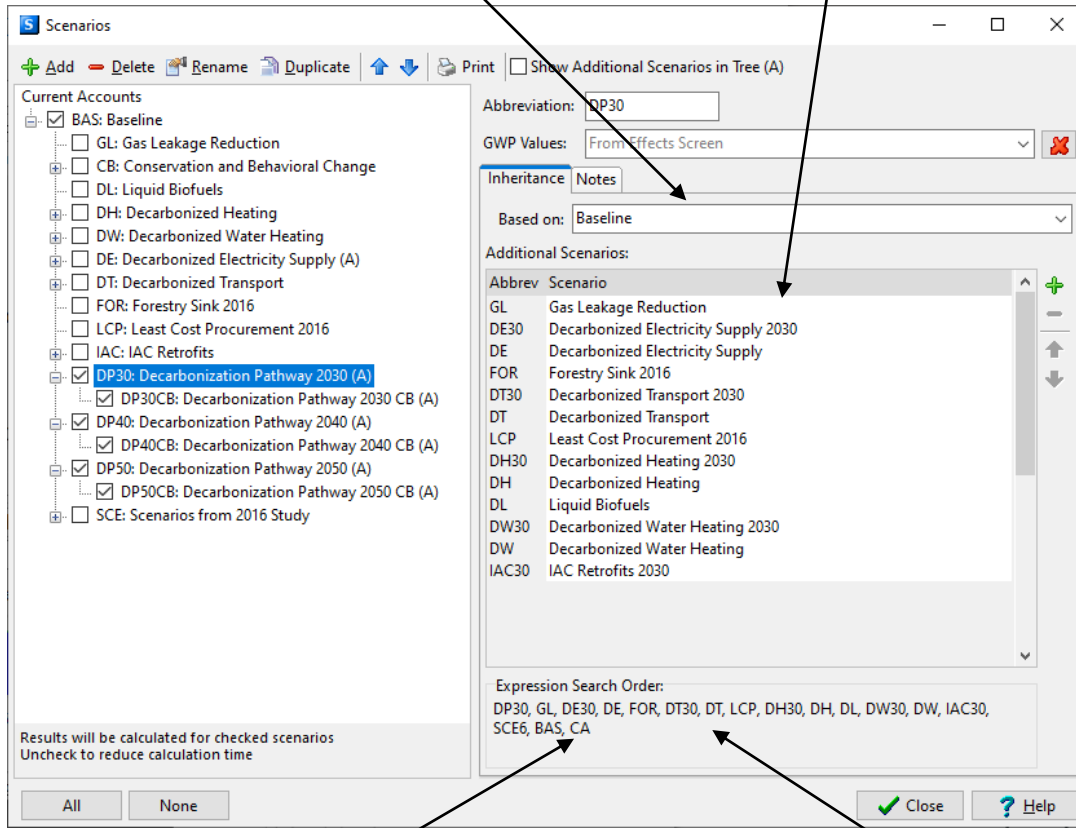 Scenarios
Add Delete Rename Duplicate Print Show Additional Scenarios in Tree (A)
Current Accounts
BAS: Baseline
GL: Gas Leakage Reduction
CB: Conservation and Behavioral Change
DL: Liquid Biofuels
DH: Decarbonized Heating
DW: Decarbonized Water Heating
DE: Decarbonized Electricity Supply (A)
DT: Decarbonized Transport
FOR: Forestry Sink 2016
LCP: Least Cost Procurement 2016
IAC: IAC Retrofits
DP30: Decarbonization Pathway 2030 (A)
DP30CB: Decarbonization Pathway 2030 CB (A)
DP40: Decarbonization Pathway 2040 (A)
DP40CB: Decarbonization Pathway 2040 CB (A)
DP50: Decarbonization Pathway 2050 (A)
DP50CB: Decarbonization Pathway 2050 CB (A)
SCE: Scenarios from 2016 Study
Results will be calculated for checked scenarios
Uncheck to reduce calculation time
All None
Abbreviation: DP30
GWP Values: From Effects Screen
Inheritance Notes
Based on: Baseline
Additional Scenarios:
Abbrev Scenario
GL Gas Leakage Reduction
DE30 Decarbonized Electricity Supply 2030
DE Decarbonized Electricity Supply
FOR Forestry Sink 2016
DT30 Decarbonized Transport 2030
DT Decarbonized Transport
LCP Least Cost Procurement 2016
DH30 Decarbonized Heating 2030
DH Decarbonized Heating
DL Liquid Biofuels
DW30 Decarbonized Water Heating 2030
DW Decarbonized Water Heating
IAC30 IAC Retrofits 2030
Expression Search Order:
DP30, GL, DE30, DE, FOR, DT30, DT, LCP, DH30, DH, DL, DW30, DW, IAC30,
SCE6, BAS, CA
Close Help